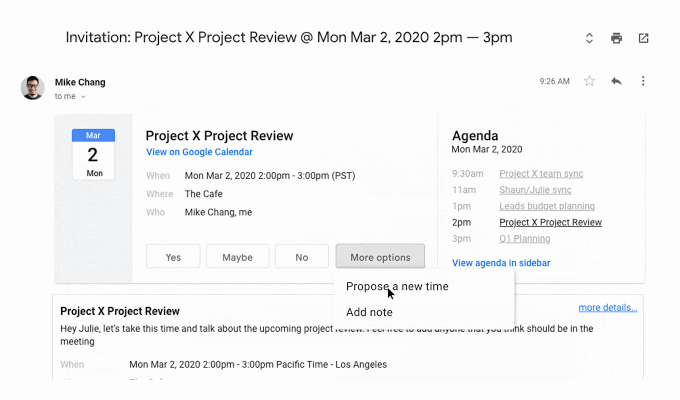 Invitation: Project X Project Review @ Mon Mar 2, 2020 2pm — 3pm
Mike Chang
9:26 AM
to me
Mar
2
Mon
Project X Project Review
View on Google Calendar
When Mon Mar 2, 2020 2:00pm - 3:00pm (PST)
Where The Cafe
Who Mike Chang, me
Yes
Maybe
No
More options
Agenda
Mon Mar 2, 2020
9:30am Project X team sync
11am Shaun/Julie sync
1pm Leads budget planning
2pm Project X Project Review
3pm Q1 Planning
View agenda in sidebar
Propose a new time
Add note
Project X Project Review
more details...
Hey Julie, let's take this time and talk about the upcoming project review. Feel free to add anyone that you think should be in the
meeting
When Mon Mar 2, 2020 2:00pm - 3:00pm Pacific Time - Los Angeles